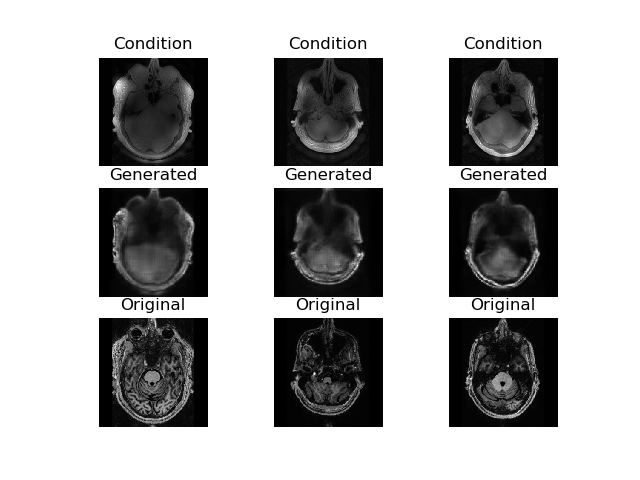 Condition Condition Condition
Generated Generated Generated
Original Original Original